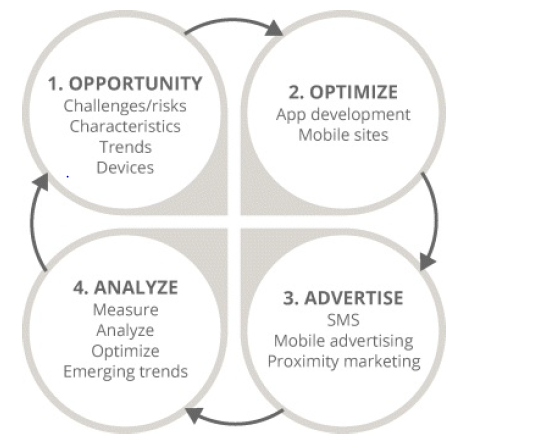 1. OPPORTUNITY
Challenges/risks
Characteristics
Trends
Devices
2. OPTIMIZE
App development
Mobile sites
3. ADVERTISE
SMS
Mobile advertising
Proximity marketing
4. ANALYZE
Measure
Analyze
Optimize
Emerging trends